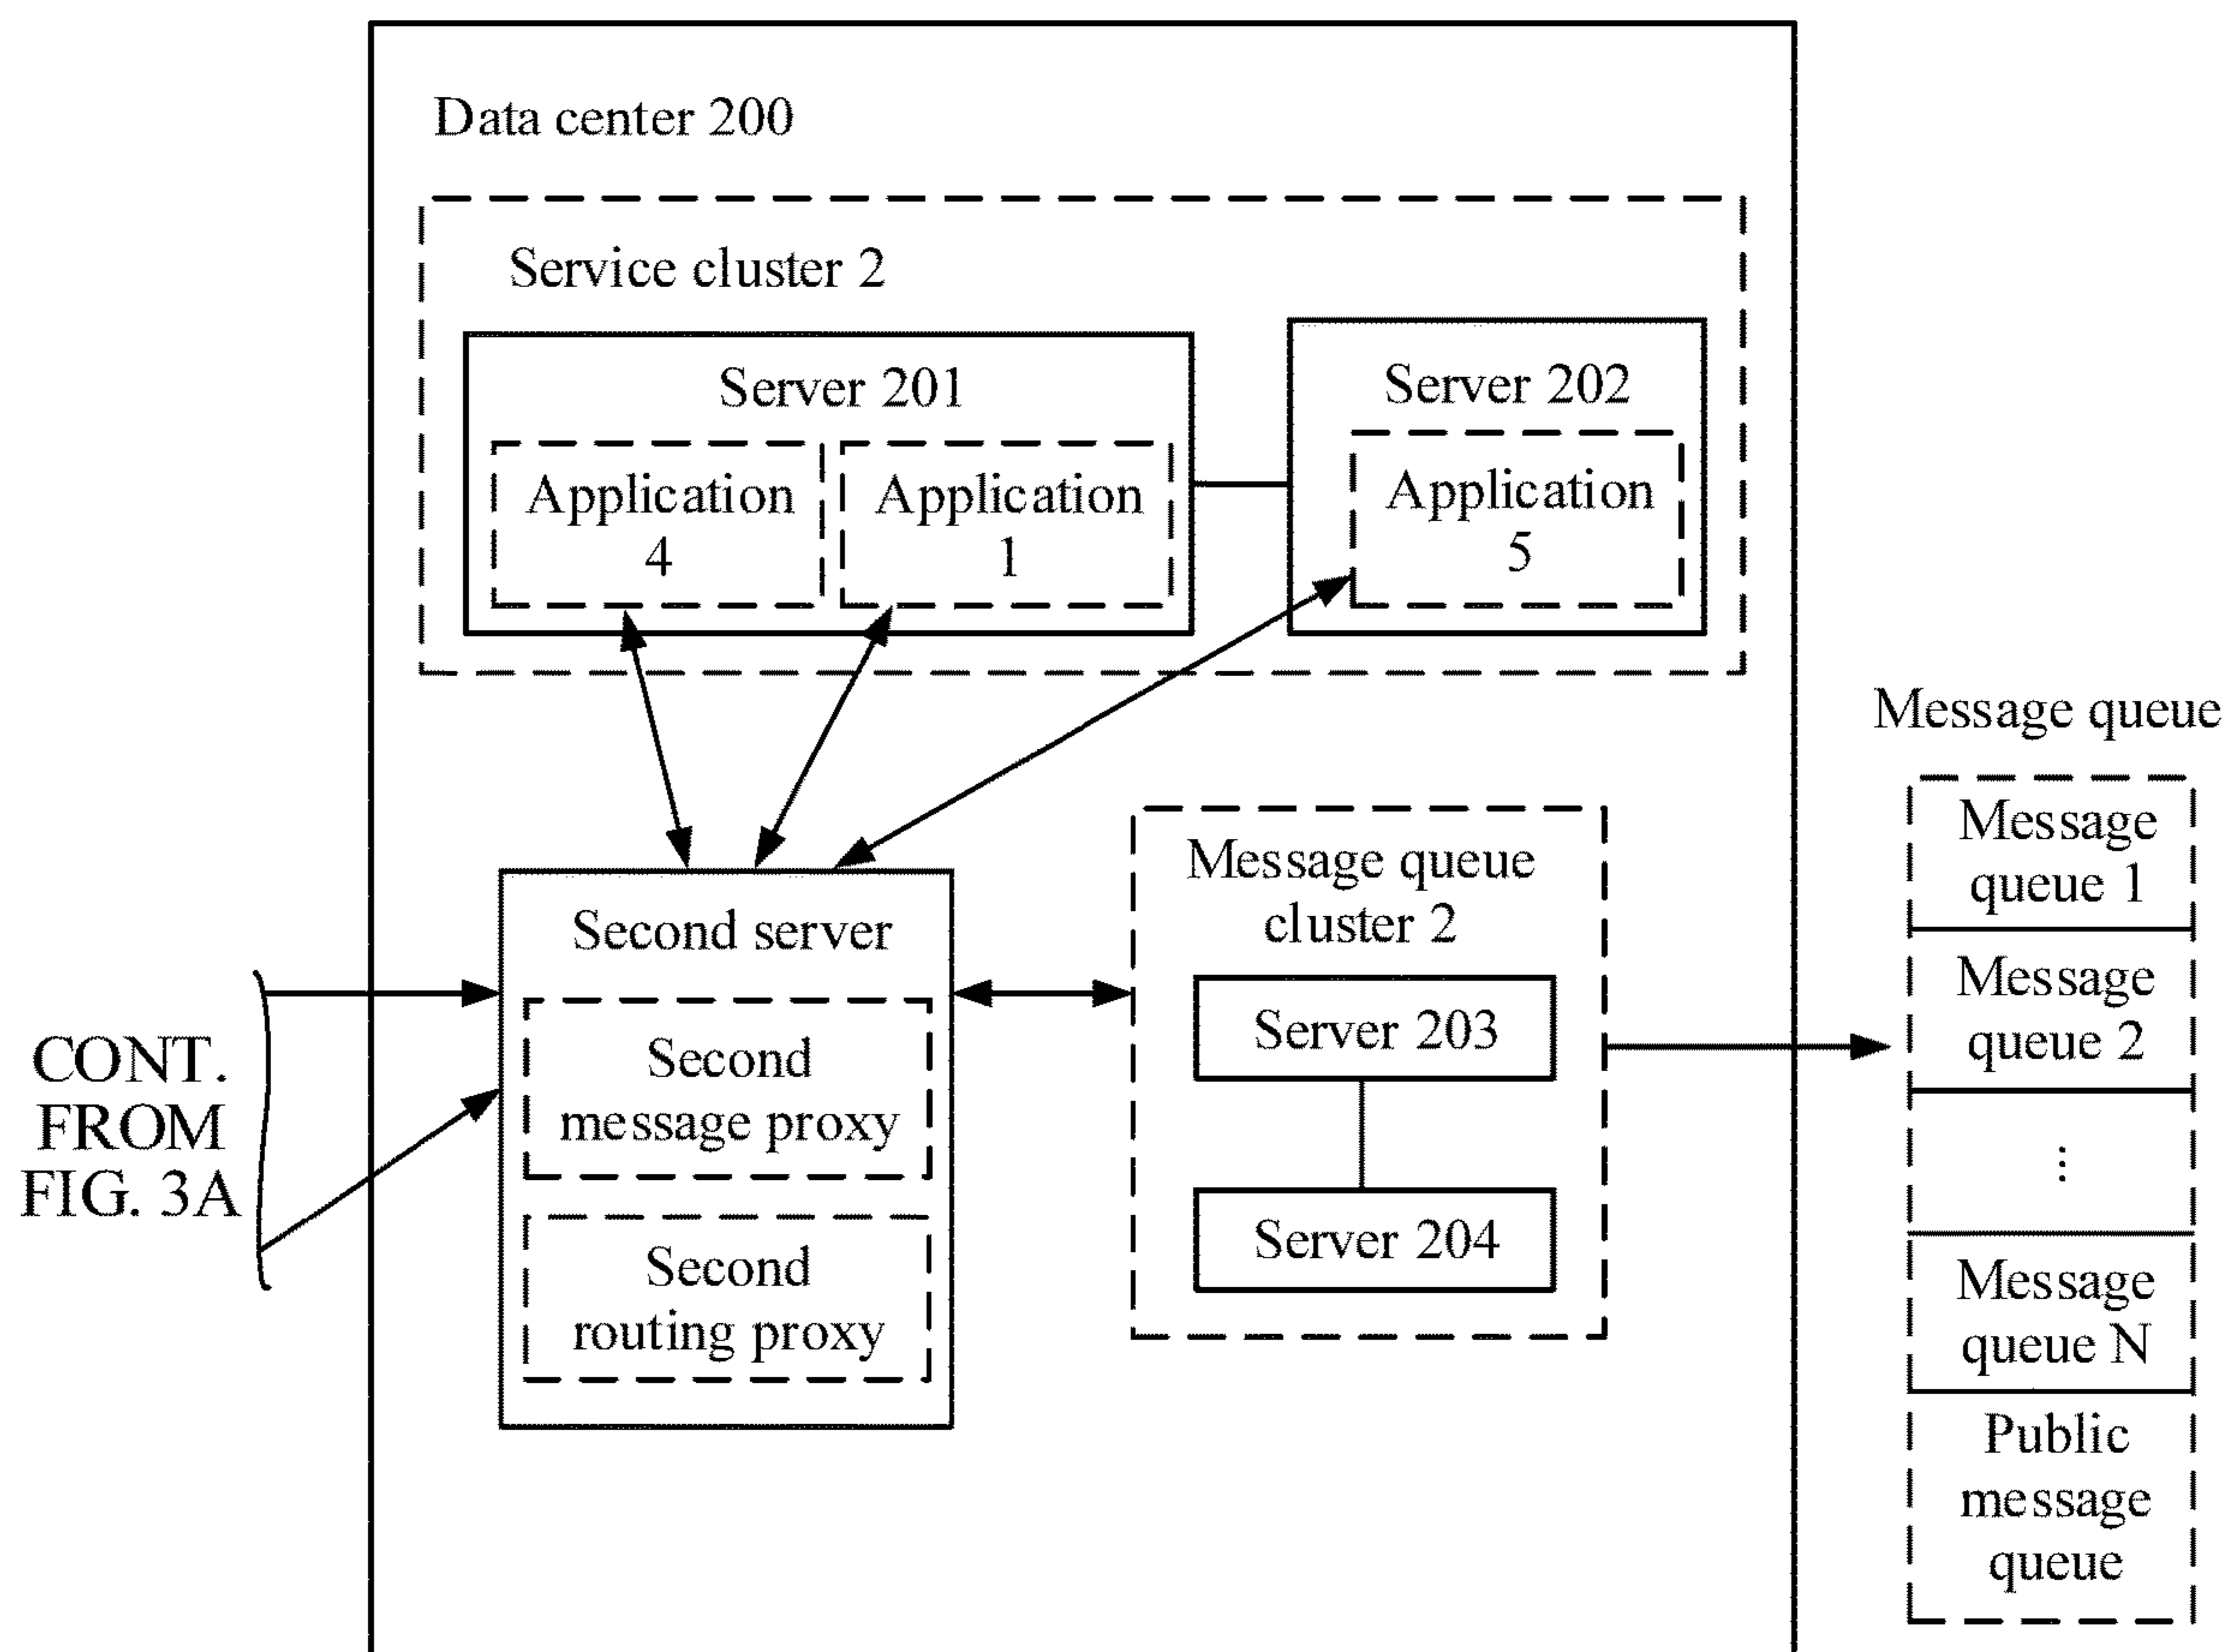 Data center 200
Service cluster 2
Server 201
Application
4
Application
1
Server 202
Application
5
Second server
Second
message proxy
Second
routing proxy
Message queue
cluster 2
Server 203
Server 204
CONT.
FROM
FIG. 3A
Message queue
Message
queue 1
Message
queue 2
⋮
Message
queue N
Public
message
queue